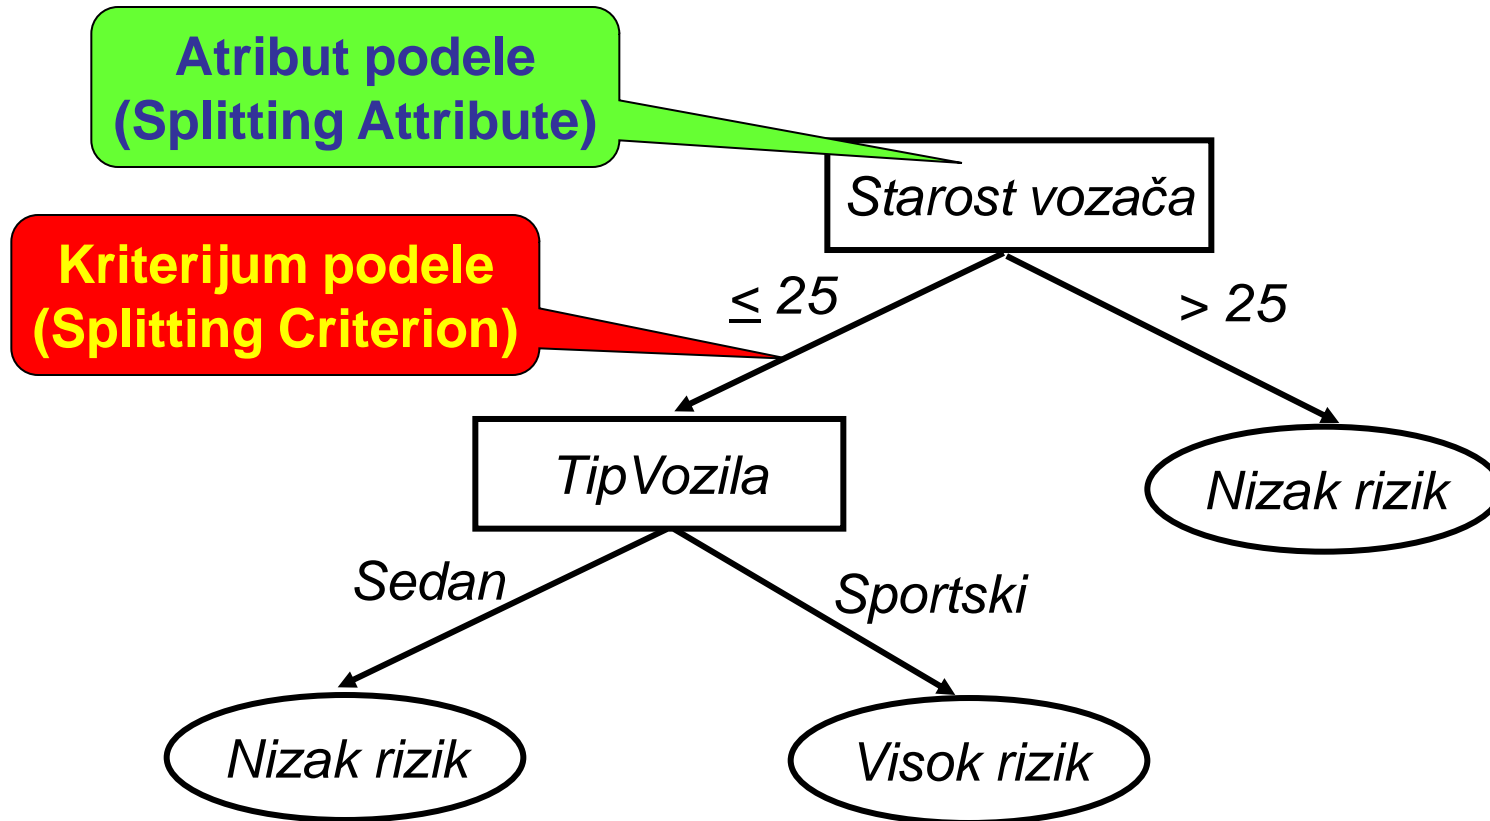 Atribut podele
(Splitting Attribute)
Starost vozača
Kriterijum podele
(Splitting Criterion)
≤ 25
> 25
TipVozila
Nizak rizik
Sedan
Sportski
Nizak rizik
Visok rizik